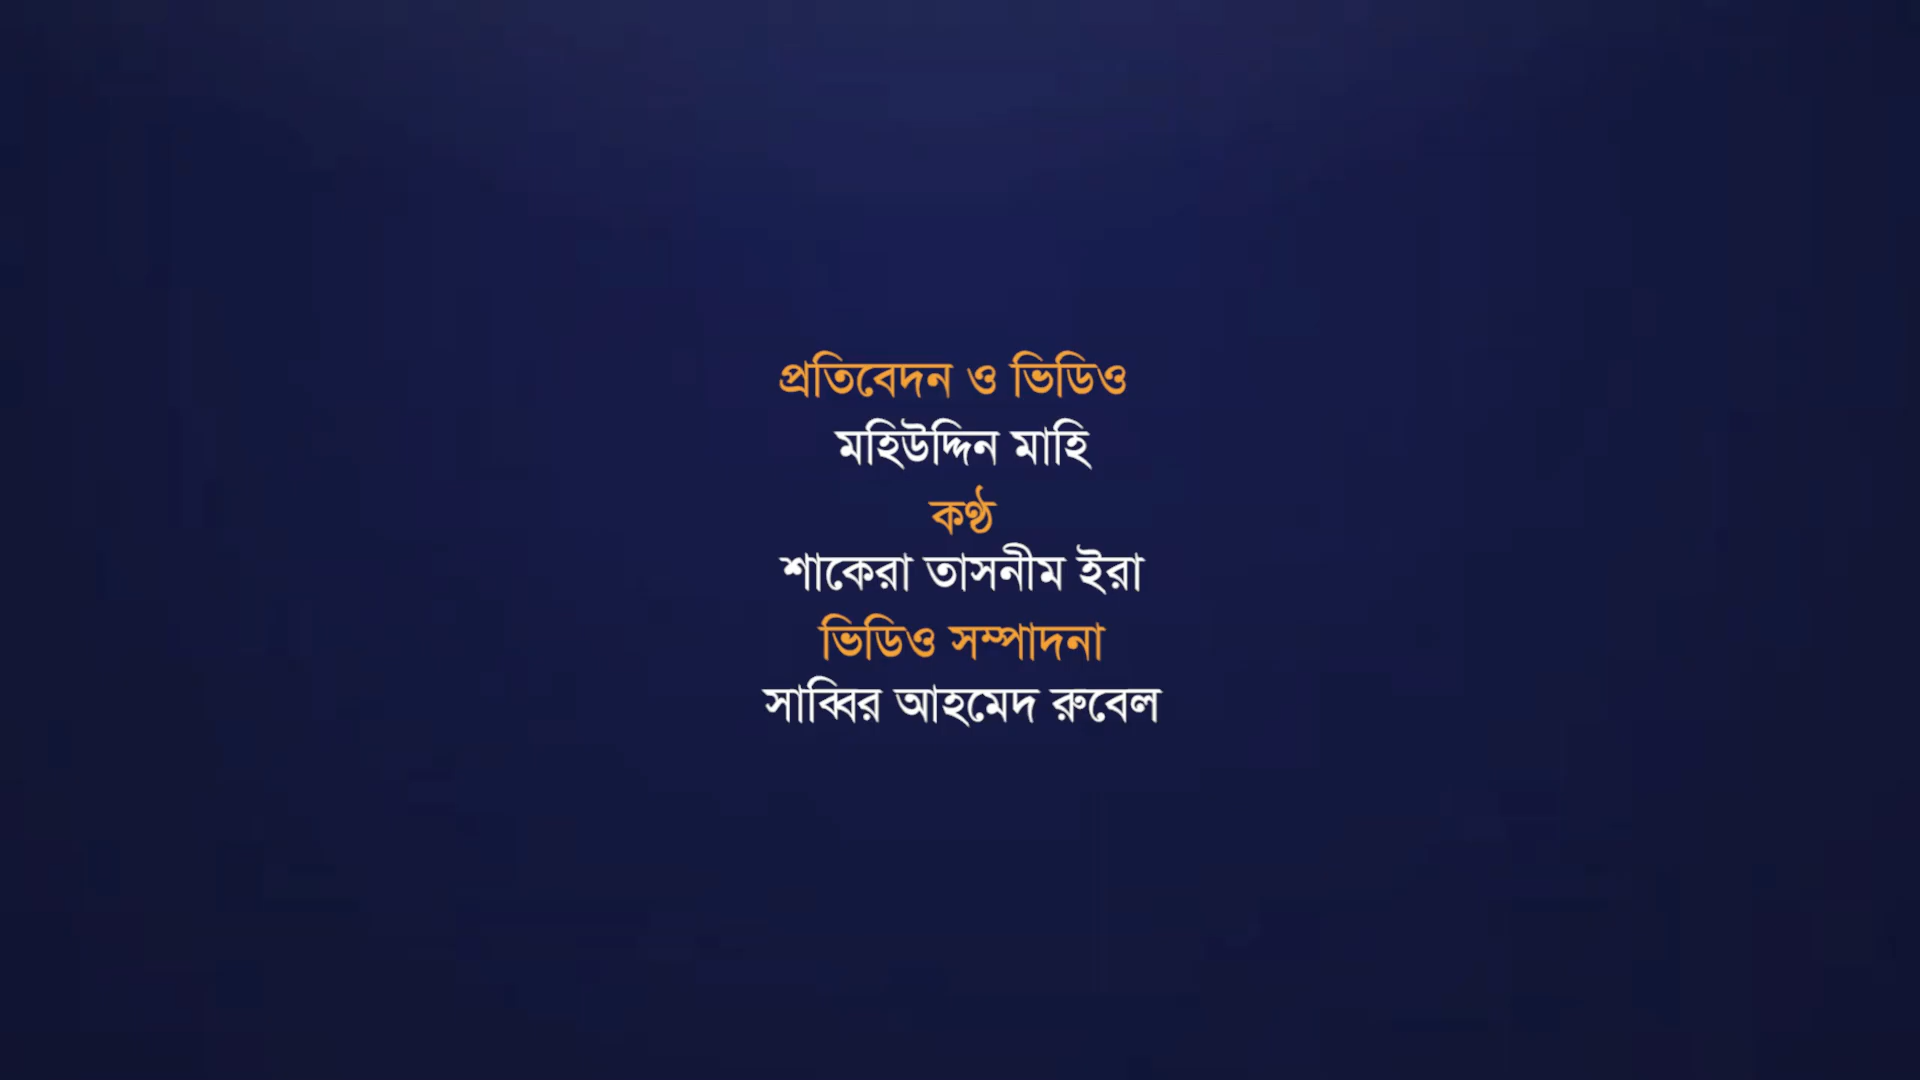 প্রতিবেদন ও ভিডিও
মহিউদ্দিন মাহি
কণ্ঠ
শাকেরা তাসনীম ইরা
ভিডিও সম্পাদনা
সাব্বির আহমেদ রুবেল